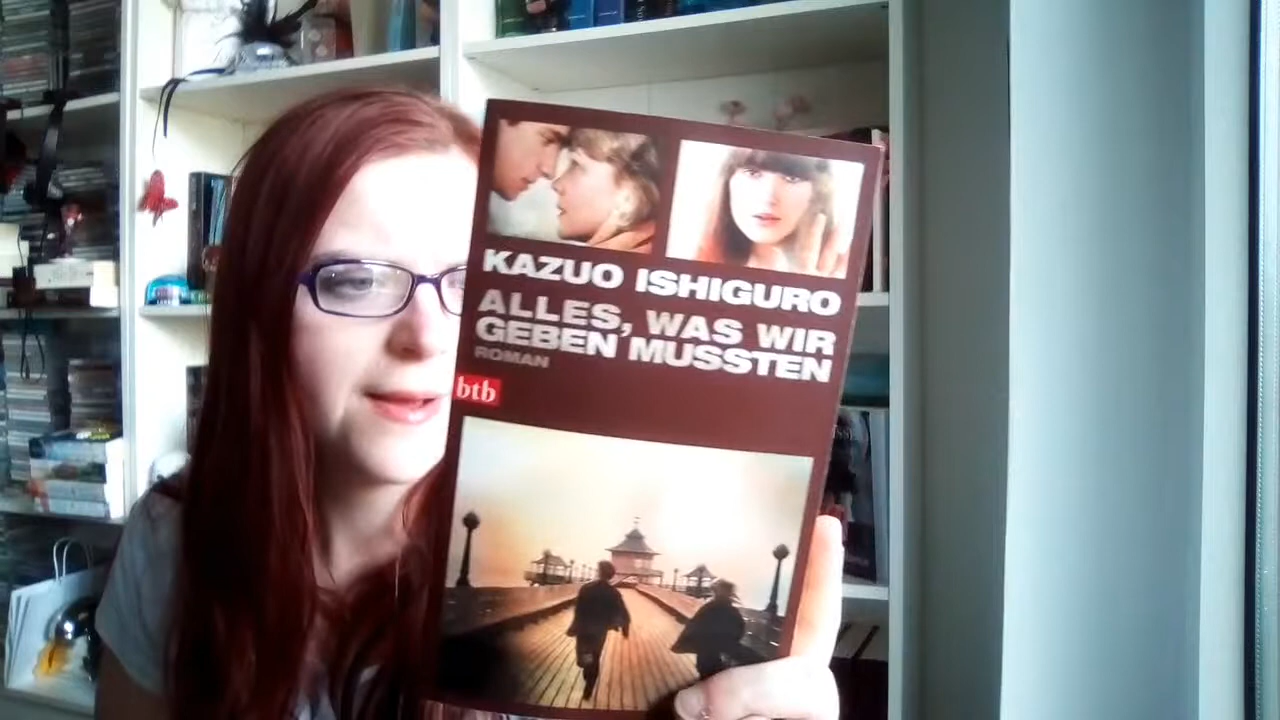 KAZUO ISHIGURO
ALLES, WAS WIR
GEBEN MUSSTEN
ROMAN
btb